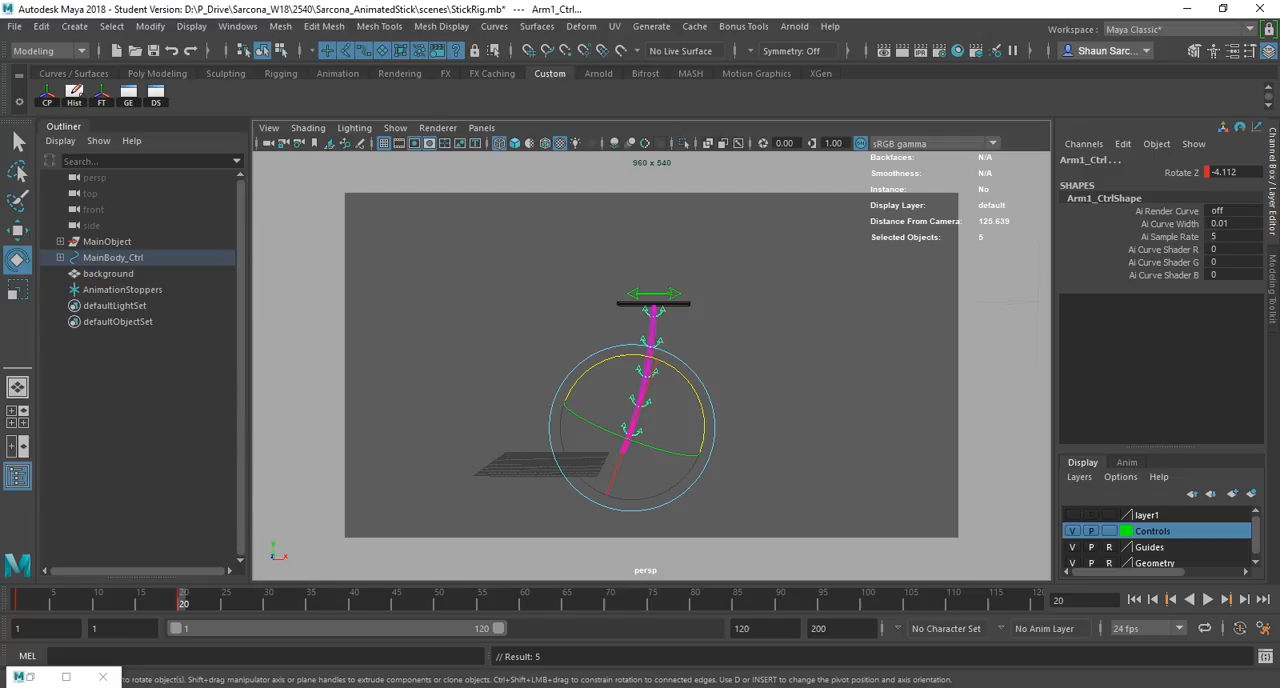 Autodesk Maya 2018 - Student Version: D:\P_Drive\Sarcona_W18\2540\Sarcona_AnimatedStick\scenes\StickRig.mb* --- Arm1_Ctrl...
File Edit Create Select Modify Display Windows Mesh Edit Mesh Mesh Tools Mesh Display Curves Surfaces Deform UV Generate Cache Bonus Tools Arnold Help
Workspace : Maya Classic*
Modeling No Live Surface Symmetry: Off Shaun Sarc...
Curves / Surfaces Poly Modeling Sculpting Rigging Animation Rendering FX FX Caching Custom Arnold Bifrost MASH Motion Graphics XGen
CP Hist FT GE DS
Outliner
Display Show Help
Search...
persp
top
front
side
MainObject
MainBody_Ctrl
background
AnimationStoppers
defaultLightSet
defaultObjectSet
View Shading Lighting Show Renderer Panels
0.00 1.00 sRGB gamma
960 x 540
Backfaces: N/A
Smoothness: N/A
Instance: No
Display Layer: default
Distance From Camera: 125.639
Selected Objects: 5
y
z x
persp
Channels Edit Object Show
Arm1_Ctrl...
Rotate Z -4.112
SHAPES
Arm1_CtrlShape
Ai Render Curve off
Ai Curve Width 0.01
Ai Sample Rate 5
Ai Curve Shader R 0
Ai Curve Shader G 0
Ai Curve Shader B 0
Channel Box / Layer Editor
Modeling Toolkit
Display Anim
Layers Options Help
layer1
V P Controls
V P R Guides
V P R Geometry
5 10 15 20 25 30 35 40 45 50 55 60 65 70 75 80 85 90 95 100 105 110 115 120
20
20
1 1 1 120 120 200 No Character Set No Anim Layer 24 fps
MEL // Result: 5
to rotate object(s). Shift+drag manipulator axis or plane handles to extrude components or clone objects. Ctrl+Shift+LMB+drag to constrain rotation to connected edges. Use D or INSERT to change the pivot position and axis orientation.